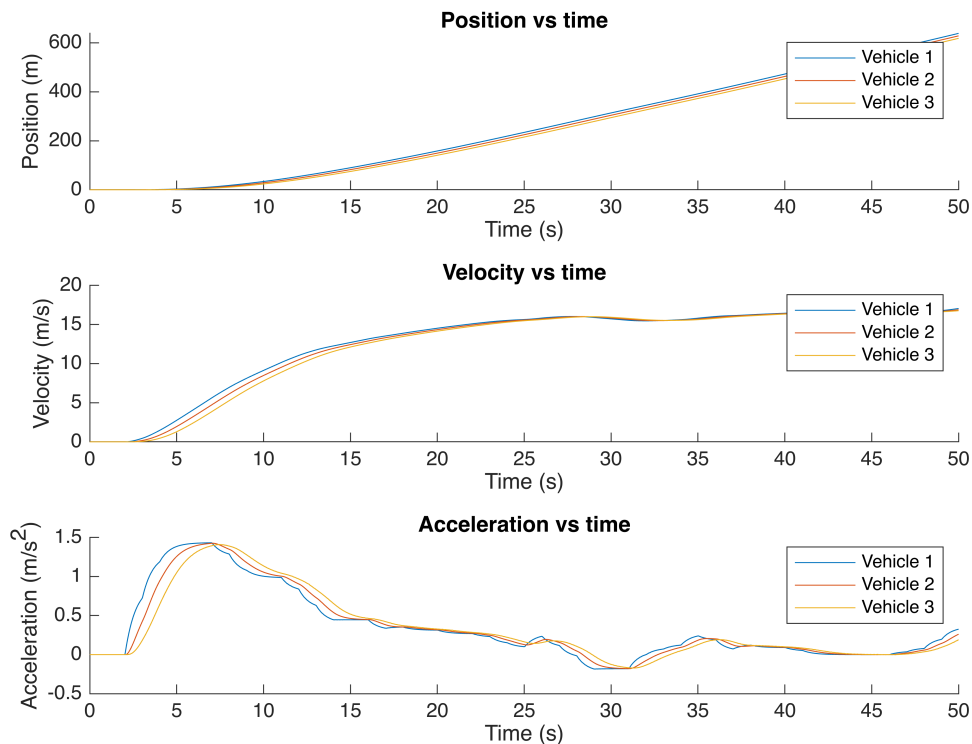 Position vs time
600
400
200
0
Position (m)
Vehicle 1
Vehicle 2
Vehicle 3
0 5 10 15 20 25 30 35 40 45 50
Time (s)
Velocity vs time
20
15
10
5
0
Velocity (m/s)
Vehicle 1
Vehicle 2
Vehicle 3
0 5 10 15 20 25 30 35 40 45 50
Time (s)
Acceleration vs time
1.5
1
0.5
0
-0.5
Acceleration (m/s²)
Vehicle 1
Vehicle 2
Vehicle 3
0 5 10 15 20 25 30 35 40 45 50
Time (s)